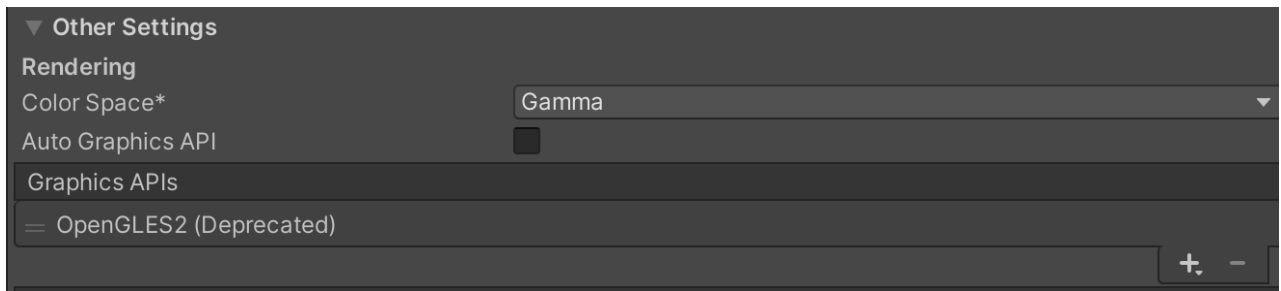 Other Settings
Rendering
Color Space* Gamma
Auto Graphics API
Graphics APIs
OpenGLES2 (Deprecated)